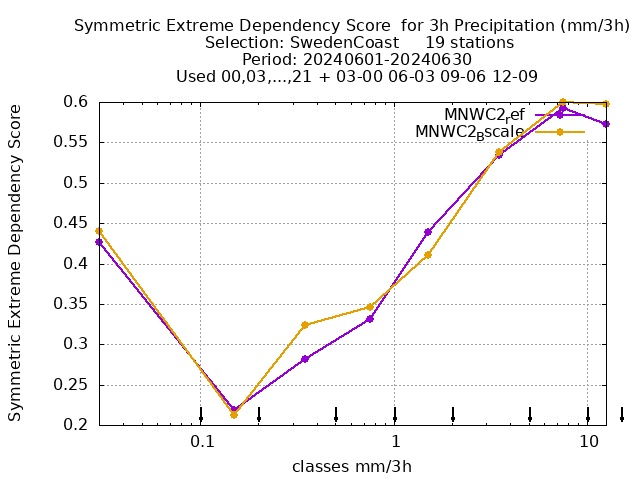 Symmetric Extreme Dependency Score for 3h Precipitation (mm/3h)
Selection: SwedenCoast 19 stations
Period: 20240601-20240630
Used 00,03,...,21 + 03-00 06-03 09-06 12-09
Symmetric Extreme Dependency Score
0.6
0.55
0.5
0.45
0.4
0.35
0.3
0.25
0.2
MNWC2ref
MNWC2Bscale
0.1
1
10
classes mm/3h